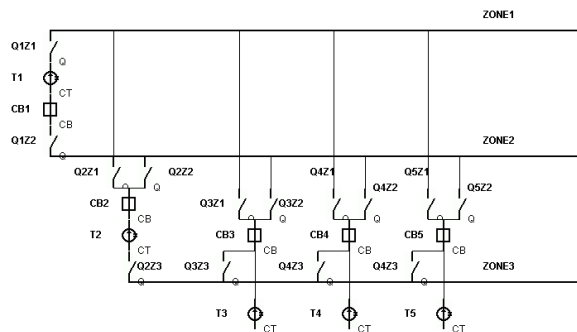 ZONE1
Q1Z1
Q
T1
CT
CB1
CB
Q1Z2
Q
ZONE2
Q2Z1
Q2Z2
Q
Q
CB2
CB
T2
CT
Q2Z3
Q
Q3Z1
Q3Z2
Q
Q
CB3
CB
Q3Z3
Q
T3
CT
Q4Z1
Q4Z2
Q
Q
CB4
CB
Q4Z3
Q
T4
CT
Q5Z1
Q5Z2
Q
Q
CB5
CB
Q4Z3
Q
T5
CT
ZONE3